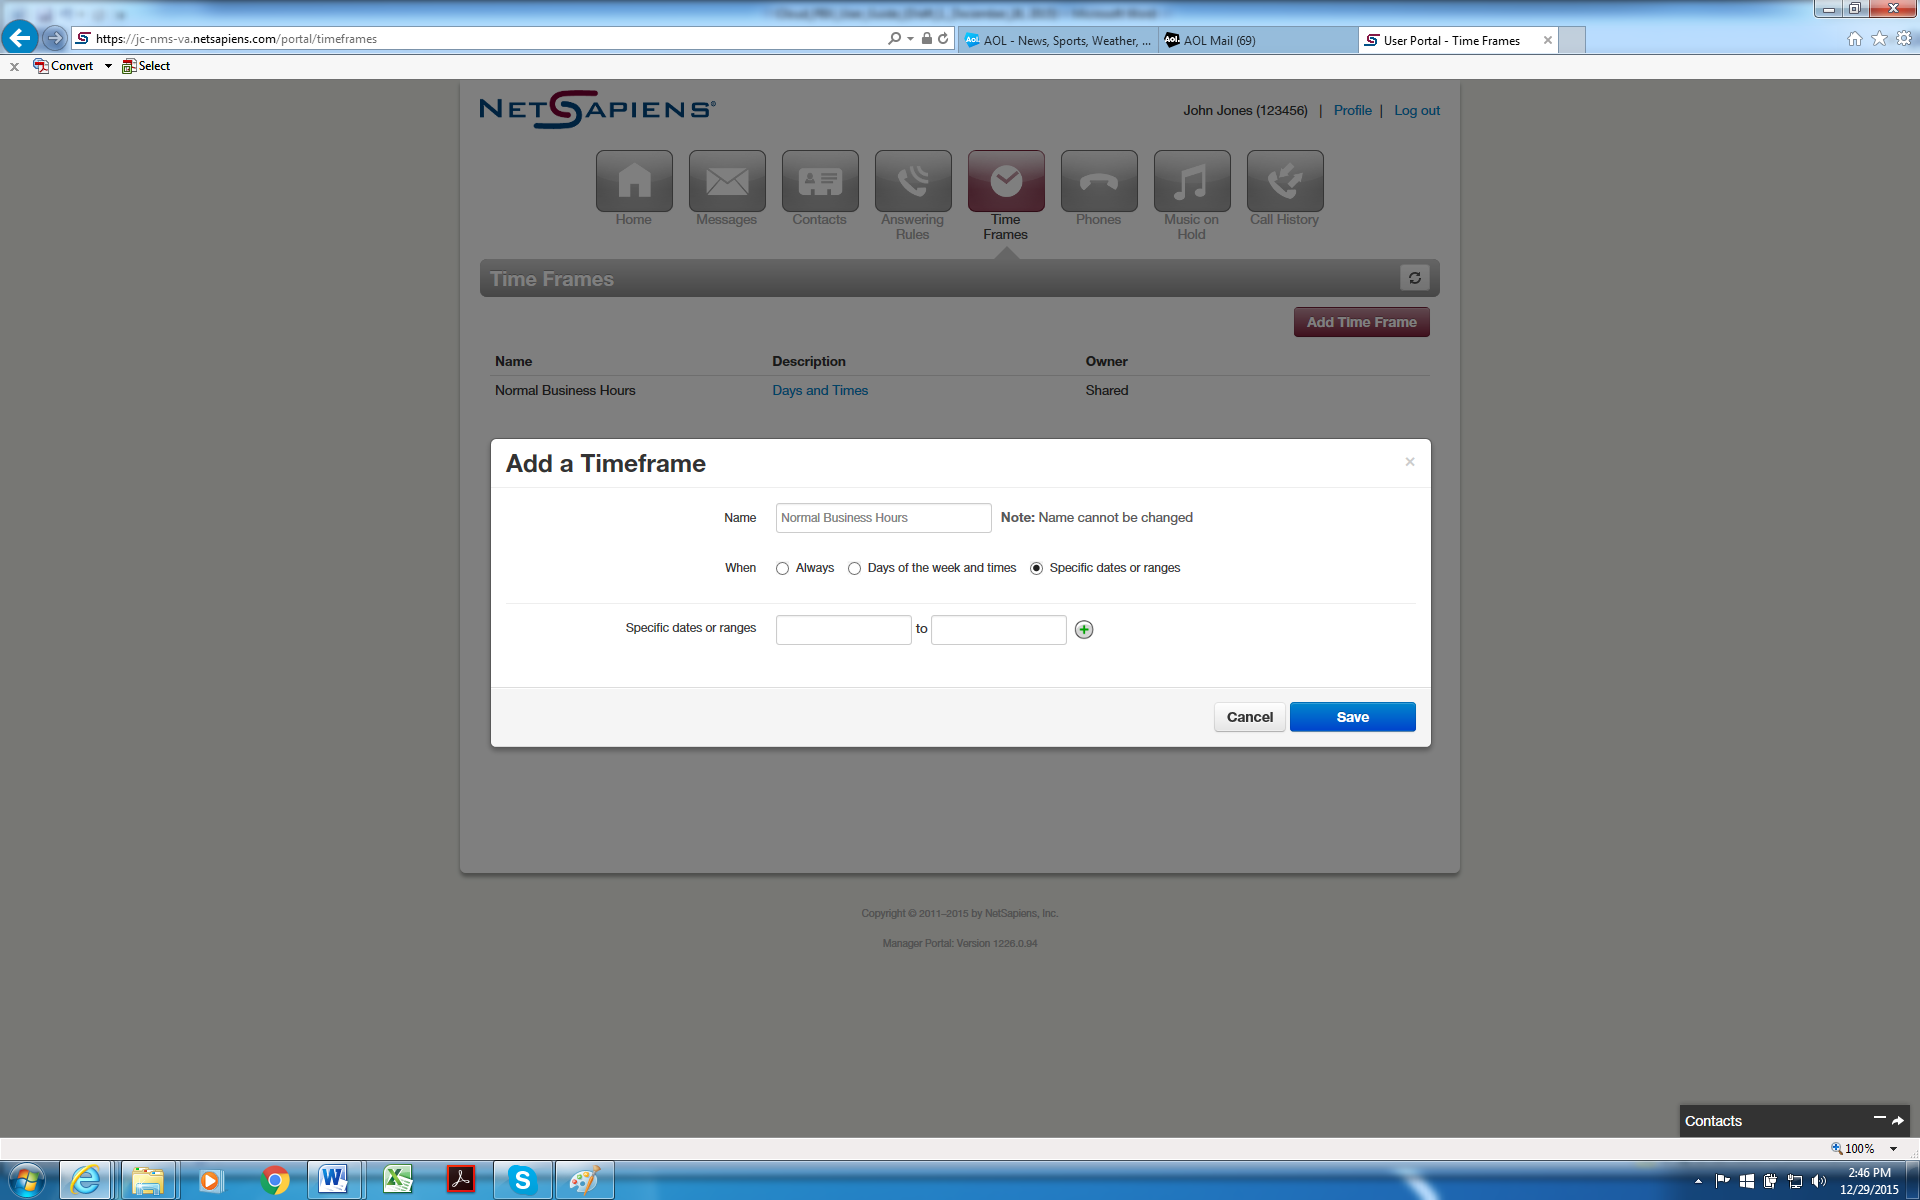 https://jc-nms-va.netsapiens.com/portal/timeframes
AOL - News, Sports, Weather, ...
AOL Mail (69)
User Portal - Time Frames
Convert
Select
NETSAPIENS®
John Jones (123456) | Profile | Log out
Home
Messages
Contacts
Answering Rules
Time Frames
Phones
Music on Hold
Call History
Time Frames
Add Time Frame
Name Description Owner
Normal Business Hours Days and Times Shared
Add a Timeframe
Name Normal Business Hours Note: Name cannot be changed
When Always Days of the week and times Specific dates or ranges
Specific dates or ranges to
Cancel Save
Copyright © 2011-2015 by NetSapiens, Inc.
Manager Portal: Version 1226.0.94
Contacts
100%
2:46 PM
12/29/2015